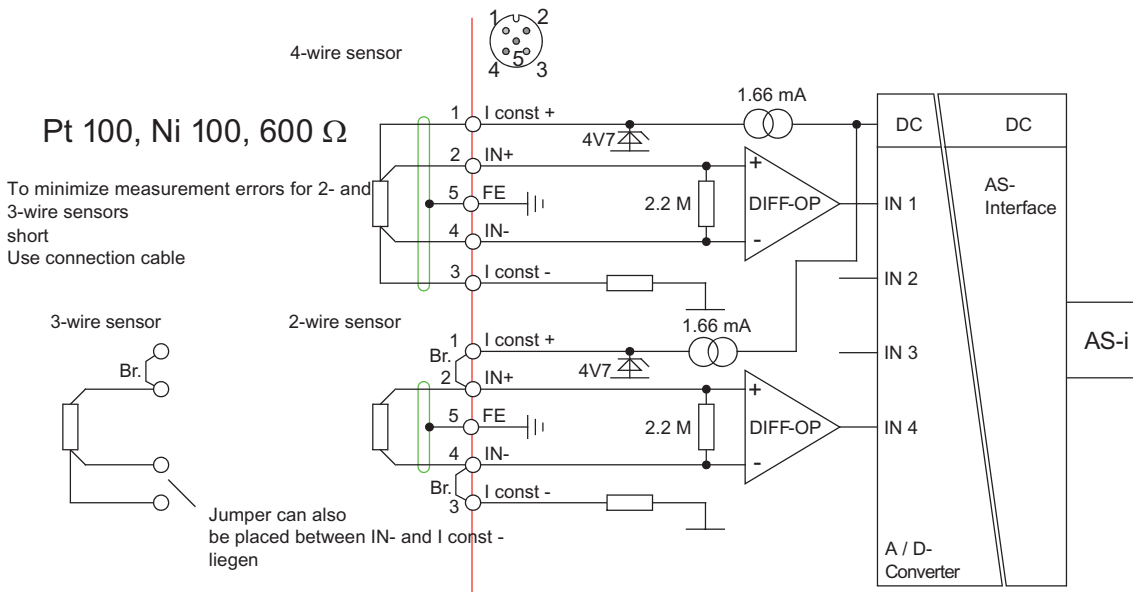 1 2
5
4 3
4-wire sensor
Pt 100, Ni 100, 600 Ω
To minimize measurement errors for 2- and
3-wire sensors
short
Use connection cable
1 I const +
2 IN+
5 FE
4 IN-
3 I const -
4V7
1.66 mA
2.2 M
+
DIFF-OP
-
DC
DC
IN 1
AS-
Interface
IN 2
IN 3
IN 4
A / D-
Converter
AS-i
3-wire sensor
Br.
Jumper can also
be placed between IN- and I const -
liegen
2-wire sensor
1 I const +
Br.
2 IN+
5 FE
4 IN-
Br.
3 I const -
4V7
1.66 mA
2.2 M
+
DIFF-OP
-